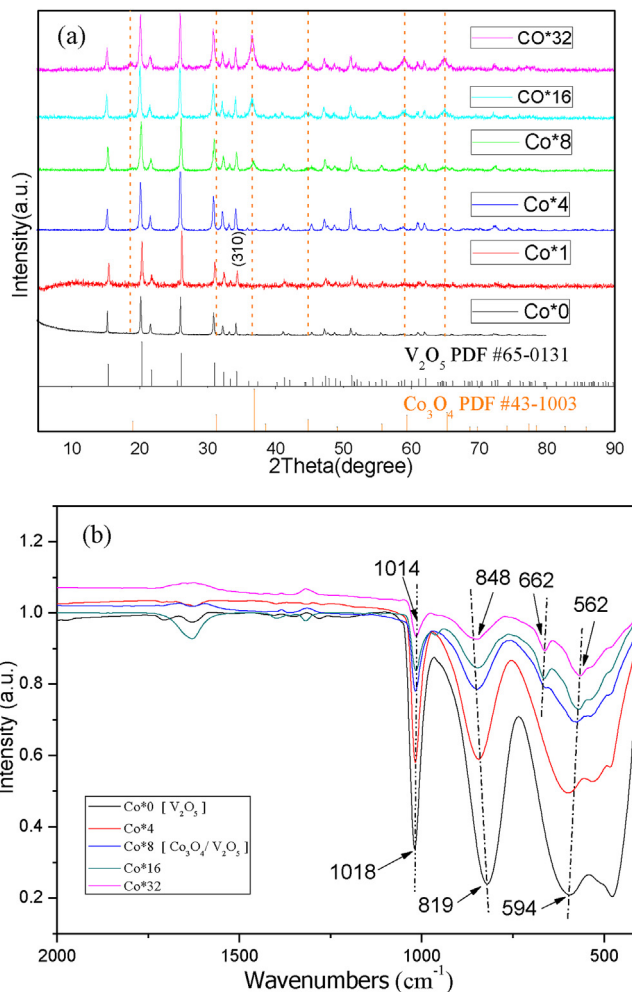 (a)
CO*32
CO*16
Co*8
Co*4
(310)
Co*1
Co*0
V₂O₅ PDF #65-0131
Co₃O₄ PDF #43-1003
Intensity(a.u.)
10 20 30 40 50 60 70 80 90
2Theta(degree)
(b)
1.2
1.0
0.8
0.6
0.4
0.2
Intensity (a.u.)
1014
848
662
562
1018
819
594
Co*0 [ V₂O₅ ]
Co*4
Co*8 [ Co₃O₄/ V₂O₅ ]
Co*16
Co*32
2000 1500 1000 500
Wavenumbers (cm⁻¹)